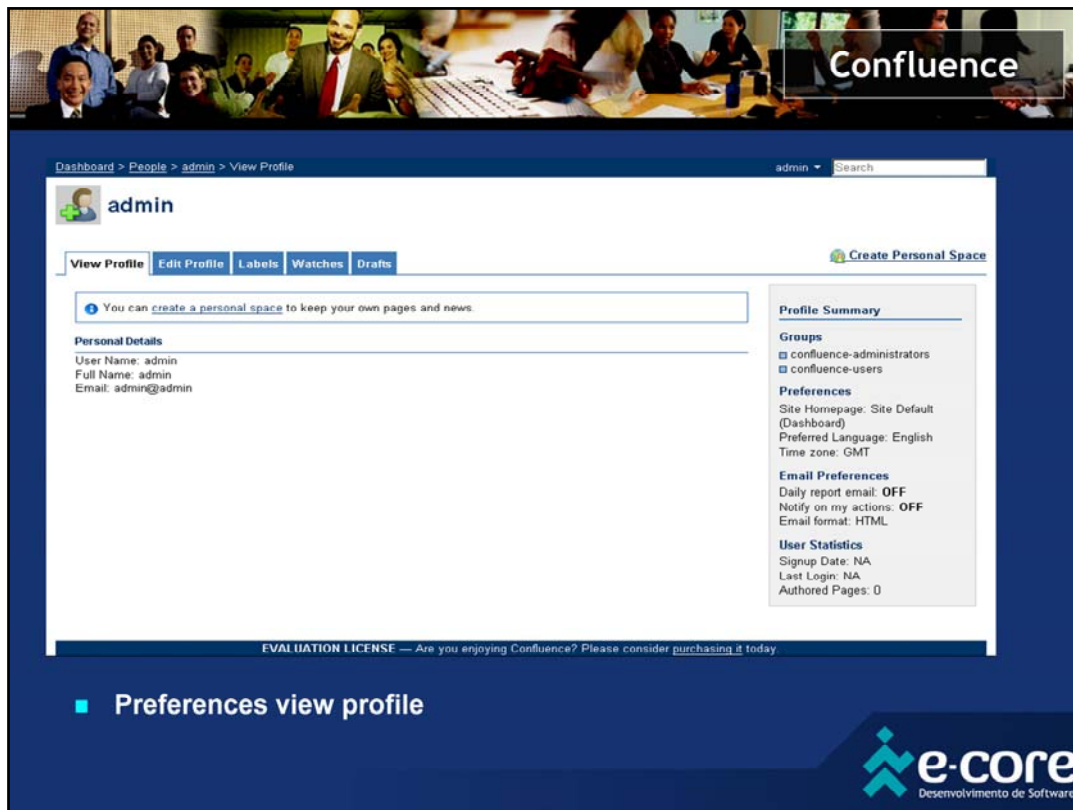 Confluence
Dashboard > People > admin > View Profile
admin
Search
admin
View Profile
Edit Profile
Labels
Watches
Drafts
Create Personal Space
You can create a personal space to keep your own pages and news.
Personal Details
User Name: admin
Full Name: admin
Email: admin@admin
Profile Summary
Groups
confluence-administrators
confluence-users
Preferences
Site Homepage: Site Default
(Dashboard)
Preferred Language: English
Time zone: GMT
Email Preferences
Daily report email: OFF
Notify on my actions: OFF
Email format: HTML
User Statistics
Signup Date: NA
Last Login: NA
Authored Pages: 0
EVALUATION LICENSE — Are you enjoying Confluence? Please consider purchasing it today.
Preferences view profile
e-core
Desenvolvimento de Software